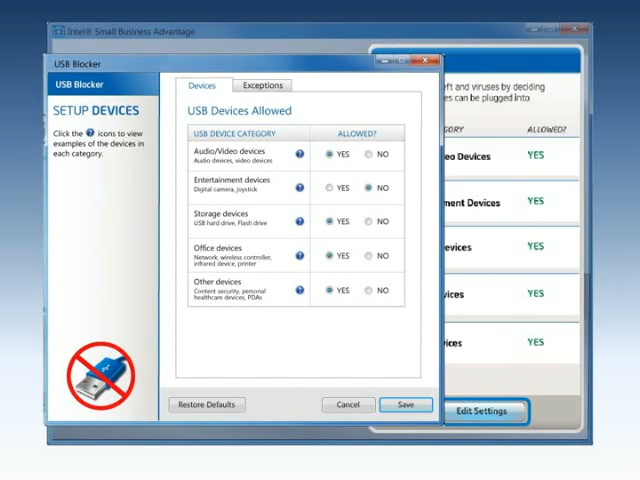 Intel® Small Business Advantage
USB Blocker
USB Blocker
SETUP DEVICES
Click the ? icons to view
examples of the devices in
each category.
Devices
Exceptions
USB Devices Allowed
USB DEVICE CATEGORY ALLOWED?
Audio/Video devices
Audio devices, video devices
? YES NO
Entertainment devices
Digital camera, joystick
? YES NO
Storage devices
USB hard drive, Flash drive
? YES NO
Office devices
Network, wireless controller,
infrared device, printer
? YES NO
Other devices
Content security, personal
healthcare devices, PDAs
? YES NO
Restore Defaults
Cancel
Save
eft and viruses by deciding
es can be plugged into
GORY ALLOWED?
eo Devices YES
ment Devices YES
evices YES
vices YES
ices YES
Edit Settings